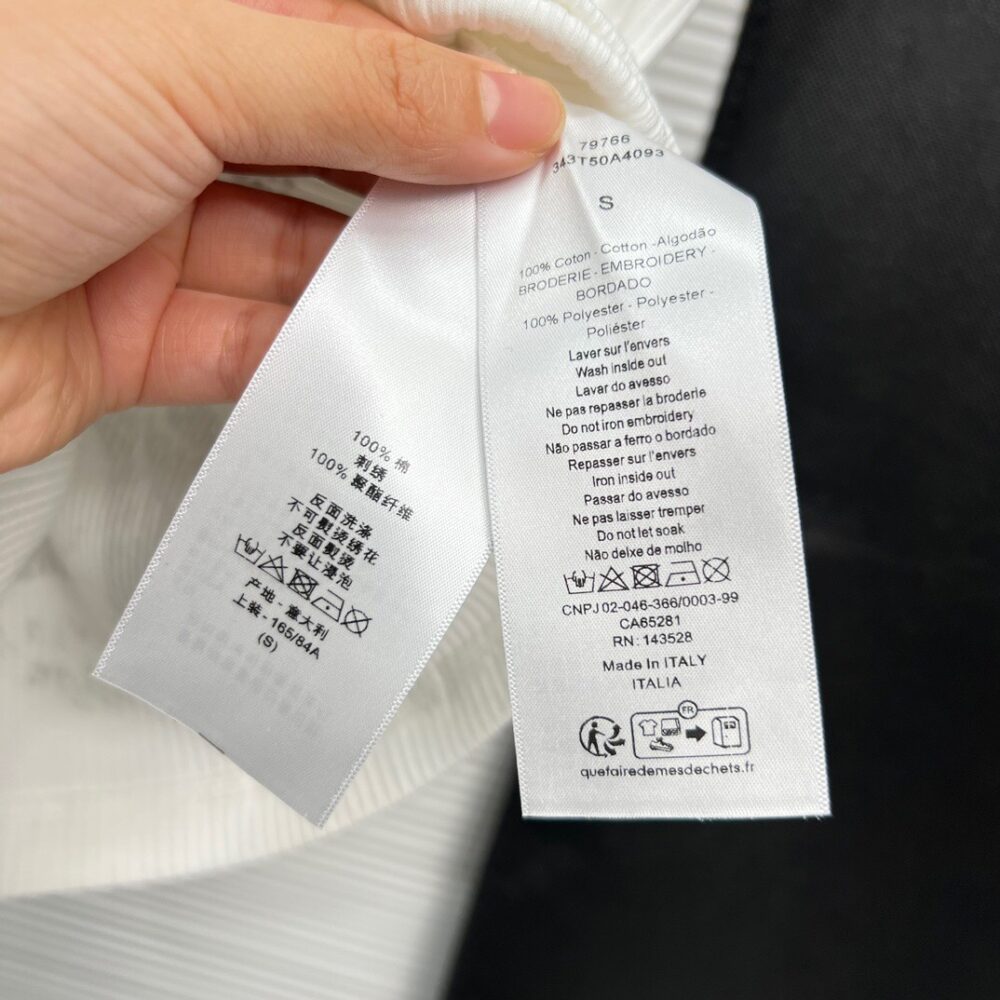 100% 棉
刺绣
100% 聚酯纤维
反面洗涤
不可熨烫绣花
反面熨烫
不要让浸泡
产地 - 意大利
上装 - 165/84A
(S)
79766
343T50A4093
S
100% Coton - Cotton -Algodão
BRODERIE - EMBROIDERY -
BORDADO
100% Polyester - Polyester -
Poliéster
Laver sur l'envers
Wash inside out
Lavar do avesso
Ne pas repasser la broderie
Do not iron embroidery
Não passar a ferro o bordado
Repasser sur l'envers
Iron inside out
Passar do avesso
Ne pas laisser tremper
Do not let soak
Não deixe de molho
CNPJ 02-046-366/0003-99
CA65281
RN: 143528
Made In ITALY
ITALIA
FR
quefairedemesdechets.fr